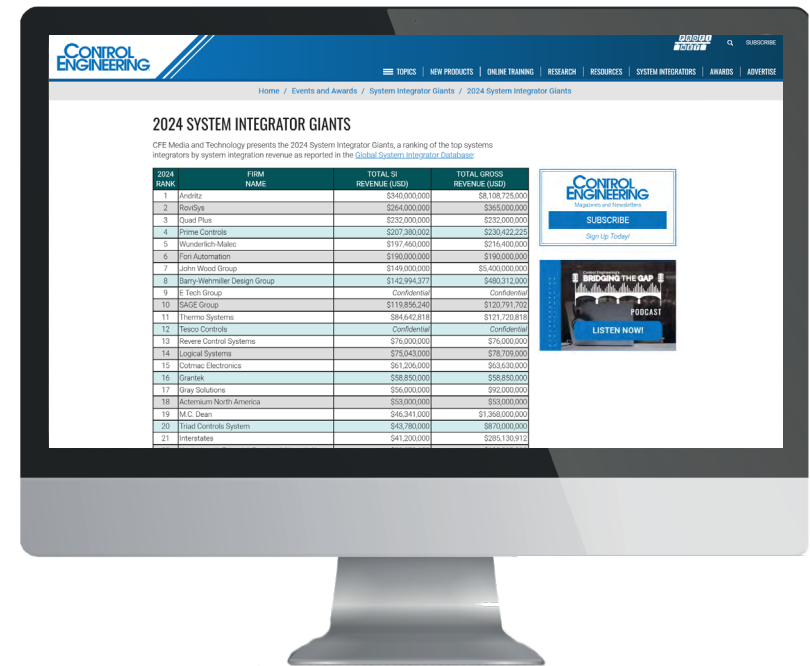 CONTROL
ENGINEERING
PROFI
NET
SUBSCRIBE
TOPICS
NEW PRODUCTS
ONLINE TRAINING
RESEARCH
RESOURCES
SYSTEM INTEGRATORS
AWARDS
ADVERTISE
Home / Events and Awards / System Integrator Giants / 2024 System Integrator Giants
2024 SYSTEM INTEGRATOR GIANTS
CFE Media and Technology presents the 2024 System Integrator Giants, a ranking of the top systems
integrators by system integration revenue as reported in the Global System Integrator Database:
2024 RANK FIRM NAME TOTAL SI REVENUE (USD) TOTAL GROSS REVENUE (USD)
1 Andritz $340,000,000 $8,108,725,000
2 RoviSys $264,000,000 $365,000,000
3 Quad Plus $232,000,000 $232,000,000
4 Prime Controls $207,380,002 $230,422,225
5 Wunderlich-Malec $197,460,000 $216,400,000
6 Fori Automation $190,000,000 $190,000,000
7 John Wood Group $149,000,000 $5,400,000,000
8 Barry-Wehmiller Design Group $142,994,377 $480,312,000
9 E Tech Group Confidential Confidential
10 SAGE Group $119,856,240 $120,791,702
11 Thermo Systems $84,642,818 $121,720,818
12 Tesco Controls Confidential Confidential
13 Revere Control Systems $76,000,000 $76,000,000
14 Logical Systems $75,043,000 $78,709,000
15 Cotmac Electronics $61,206,000 $63,630,000
16 Grantek $58,850,000 $58,850,000
17 Gray Solutions $56,000,000 $92,000,000
18 Actemium North America $53,000,000 $53,000,000
19 M.C. Dean $46,341,000 $1,368,000,000
20 Triad Controls System $43,780,000 $870,000,000
21 Interstates $41,200,000 $285,130,912
CONTROL
ENGINEERING
Magazines and Newsletters
SUBSCRIBE
Sign Up Today!
Control Engineering's
BRIDGING THE GAP
PODCAST
LISTEN NOW!